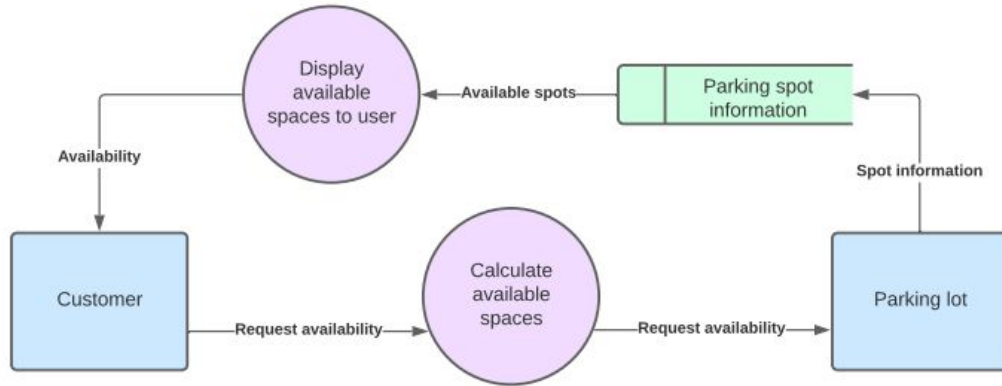 Display
available
spaces to user
Available spots
Parking spot
information
Availability
Spot information
Customer
Request availability
Calculate
available
spaces
Request availability
Parking lot